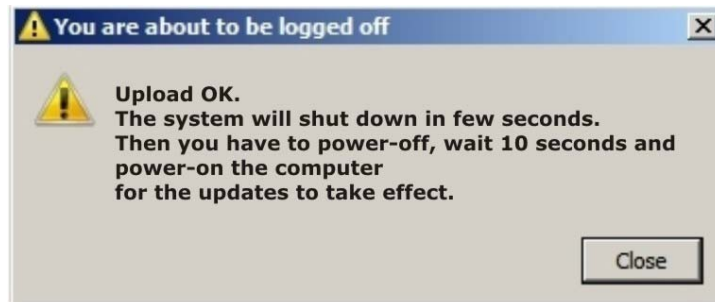 You are about to be logged off
Upload OK.
The system will shut down in few seconds.
Then you have to power-off, wait 10 seconds and
power-on the computer
for the updates to take effect.
Close